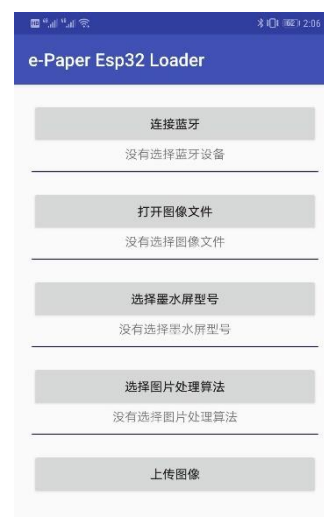 2:06
e-Paper Esp32 Loader
连接蓝牙
没有选择蓝牙设备
打开图像文件
没有选择图像文件
选择墨水屏型号
没有选择墨水屏型号
选择图片处理算法
没有选择图片处理算法
上传图像